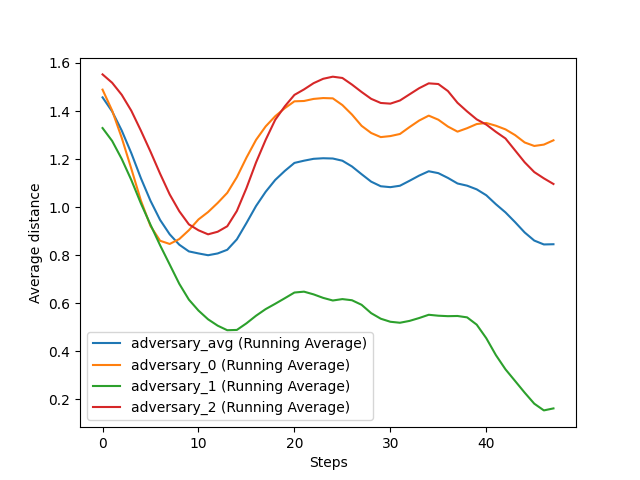 1.6
1.4
1.2
1.0
0.8
0.6
0.4
0.2
Average distance
adversary_avg (Running Average)
adversary_0 (Running Average)
adversary_1 (Running Average)
adversary_2 (Running Average)
0 10 20 30 40
Steps